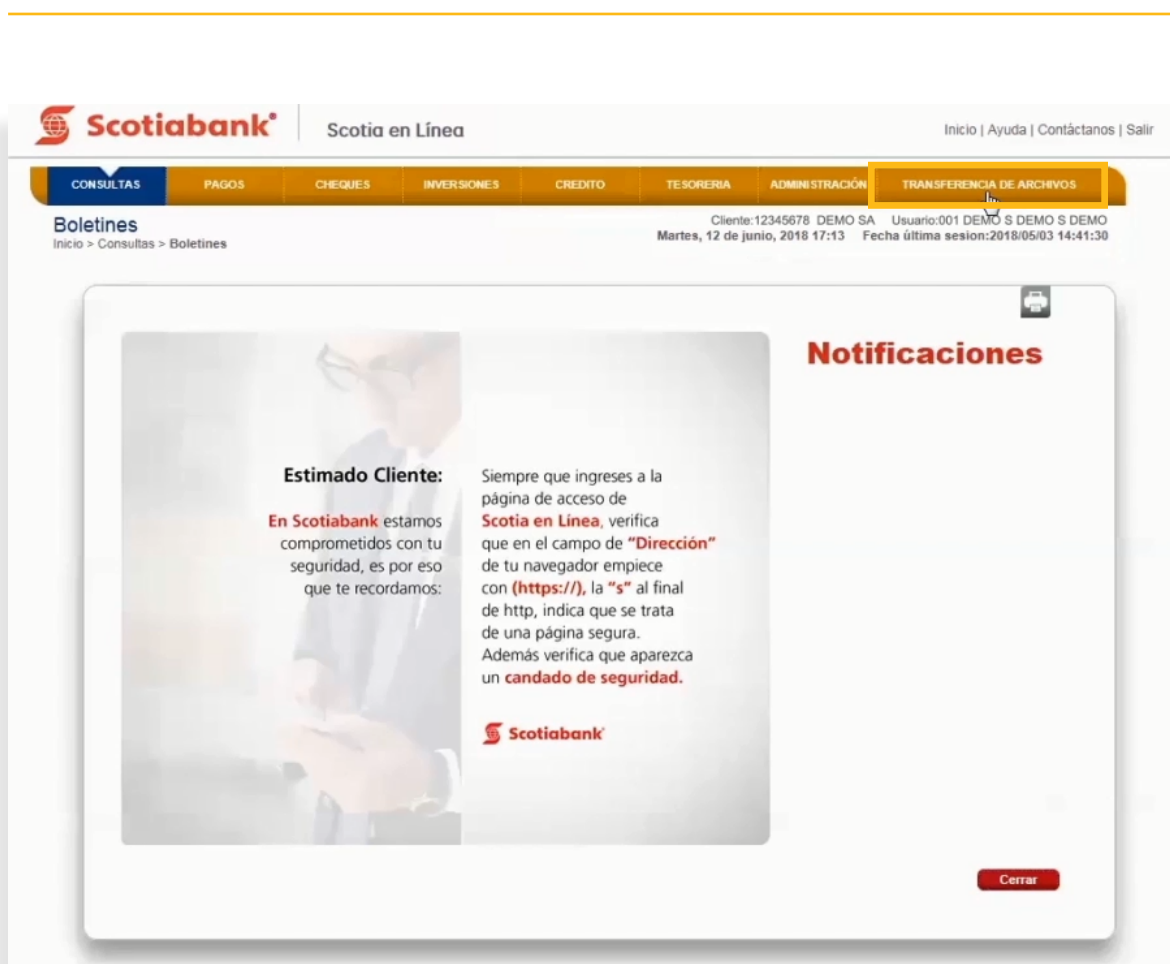 Scotiabank®
Scotia en Línea
Inicio | Ayuda | Contáctanos | Salir
CONSULTAS PAGOS CHEQUES INVERSIONES CREDITO TESORERIA ADMINISTRACIÓN TRANSFERENCIA DE ARCHIVOS
Boletines
Inicio > Consultas > Boletines
Cliente:12345678 DEMO SA Usuario:001 DEMO S DEMO S DEMO
Martes, 12 de junio, 2018 17:13 Fecha última sesion:2018/05/03 14:41:30
Notificaciones
Estimado Cliente:
En Scotiabank estamos
comprometidos con tu
seguridad, es por eso
que te recordamos:
Siempre que ingreses a la
página de acceso de
Scotia en Línea, verifica
que en el campo de “Dirección”
de tu navegador empiece
con (https://), la “s” al final
de http, indica que se trata
de una página segura.
Además verifica que aparezca
un candado de seguridad.
Scotiabank
Cerrar